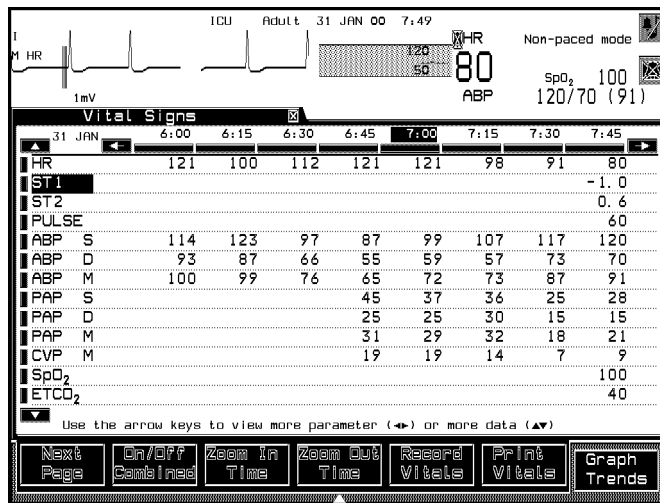 ICU Adult 31 JAN 00 7:49
I
M HR
1mV
120
50
HR
80
ABP
Non-paced mode
SpO₂ 100
120/70 (91)
Vital Signs
31 JAN 6:00 6:15 6:30 6:45 7:00 7:15 7:30 7:45
HR 121 100 112 121 121 98 91 80
ST1 -1.0
ST2 0.6
PULSE 60
ABP S 114 123 97 87 99 107 117 120
ABP D 93 87 66 55 59 57 73 70
ABP M 100 99 76 65 72 73 87 91
PAP S 45 37 36 25 28
PAP D 25 25 30 15 15
PAP M 31 29 32 18 21
CVP M 19 19 14 7 9
SpO₂ 100
ETCO₂ 40
Use the arrow keys to view more parameter (◄►) or more data (▲▼)
Next Page
On/Off Combined
Zoom In Time
Zoom Out Time
Record Vitals
Print Vitals
Graph Trends